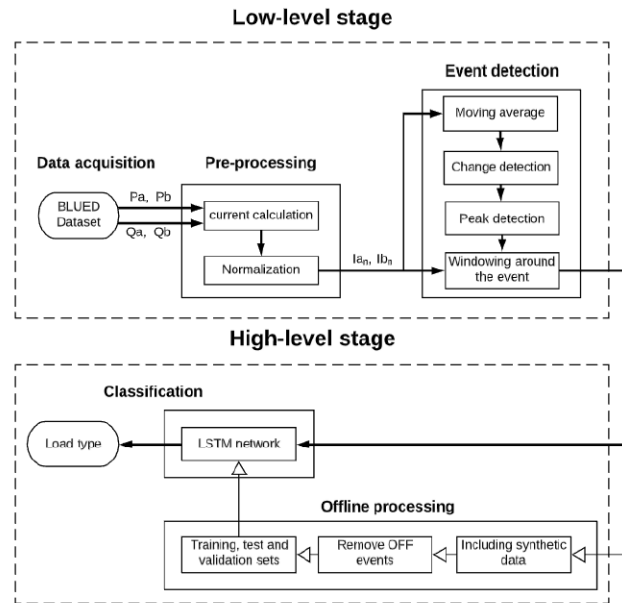 Low-level stage
Event detection
Moving average
Data acquisition
Pre-processing
Change detection
BLUED
Dataset
Pa, Pb
Qa, Qb
current calculation
Peak detection
Normalization
Iaₙ, Ibₙ
Windowing around
the event
High-level stage
Classification
Load type
LSTM network
Offline processing
Training, test and
validation sets
Remove OFF
events
Including synthetic
data